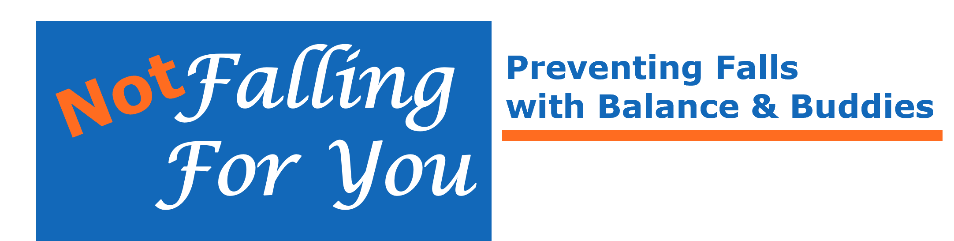 Not Falling
For You
Preventing Falls
with Balance & Buddies